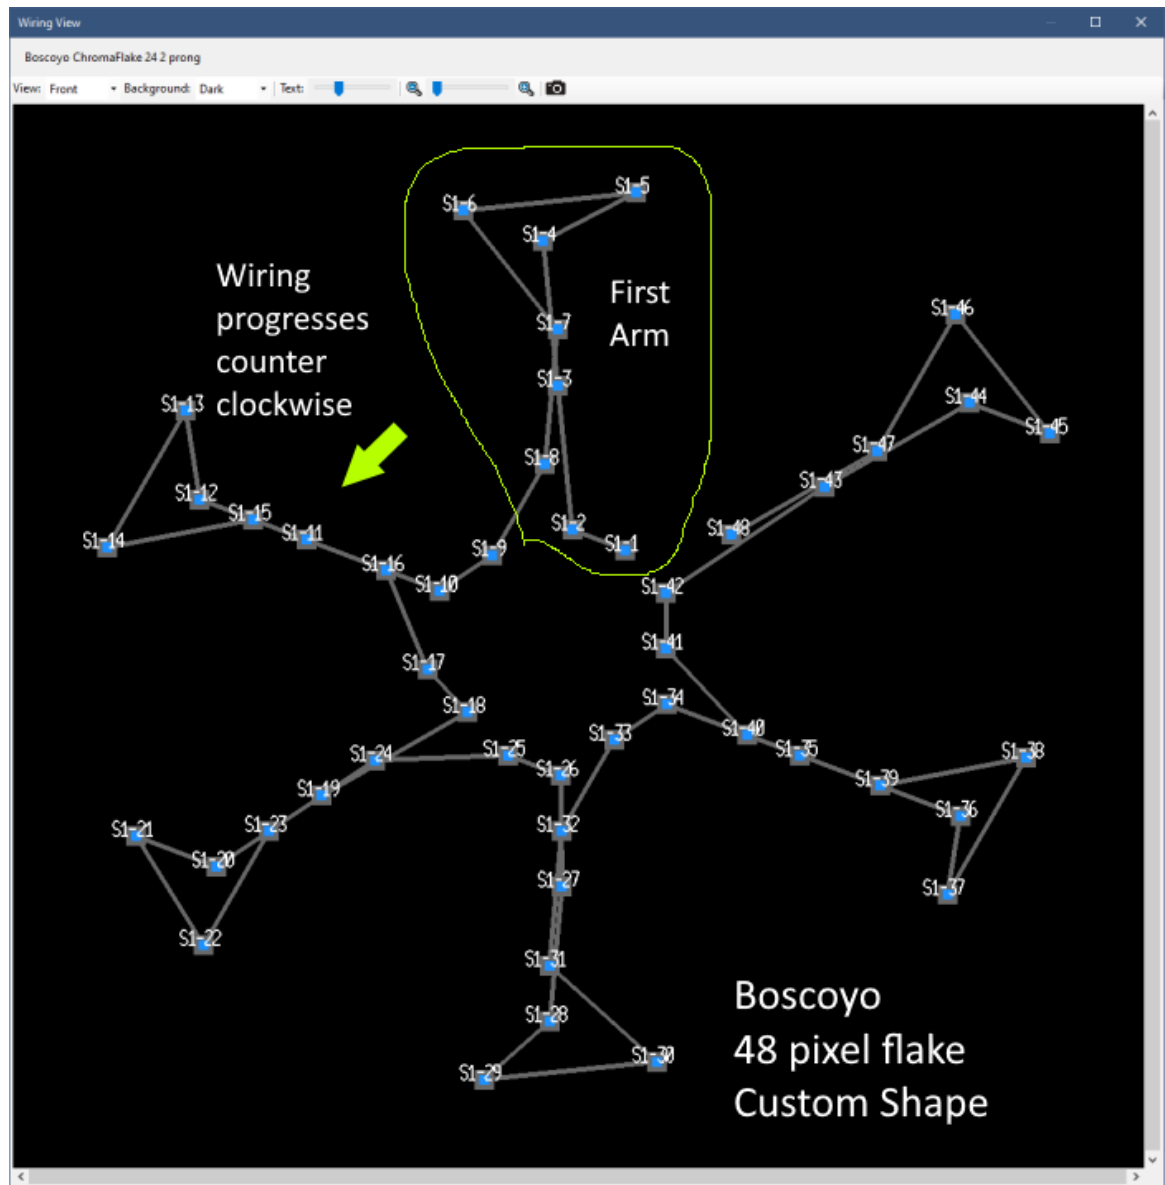 Wiring View
Boscoyo ChromaFlake 24 2 prong
View: Front Background: Dark Text:
S1-5
S1-6
S1-4
Wiring
progresses
counter
clockwise
First
Arm
S1-7
S1-3
S1-8
S1-2
S1-1
S1-46
S1-44
S1-45
S1-47
S1-43
S1-48
S1-13
S1-12
S1-15
S1-14
S1-11
S1-16
S1-9
S1-10
S1-42
S1-41
S1-17
S1-18
S1-34
S1-33
S1-40
S1-35
S1-38
S1-39
S1-36
S1-37
S1-24
S1-25
S1-26
S1-19
S1-23
S1-21
S1-20
S1-22
S1-32
S1-27
S1-31
S1-28
S1-30
S1-29
Boscoyo
48 pixel flake
Custom Shape